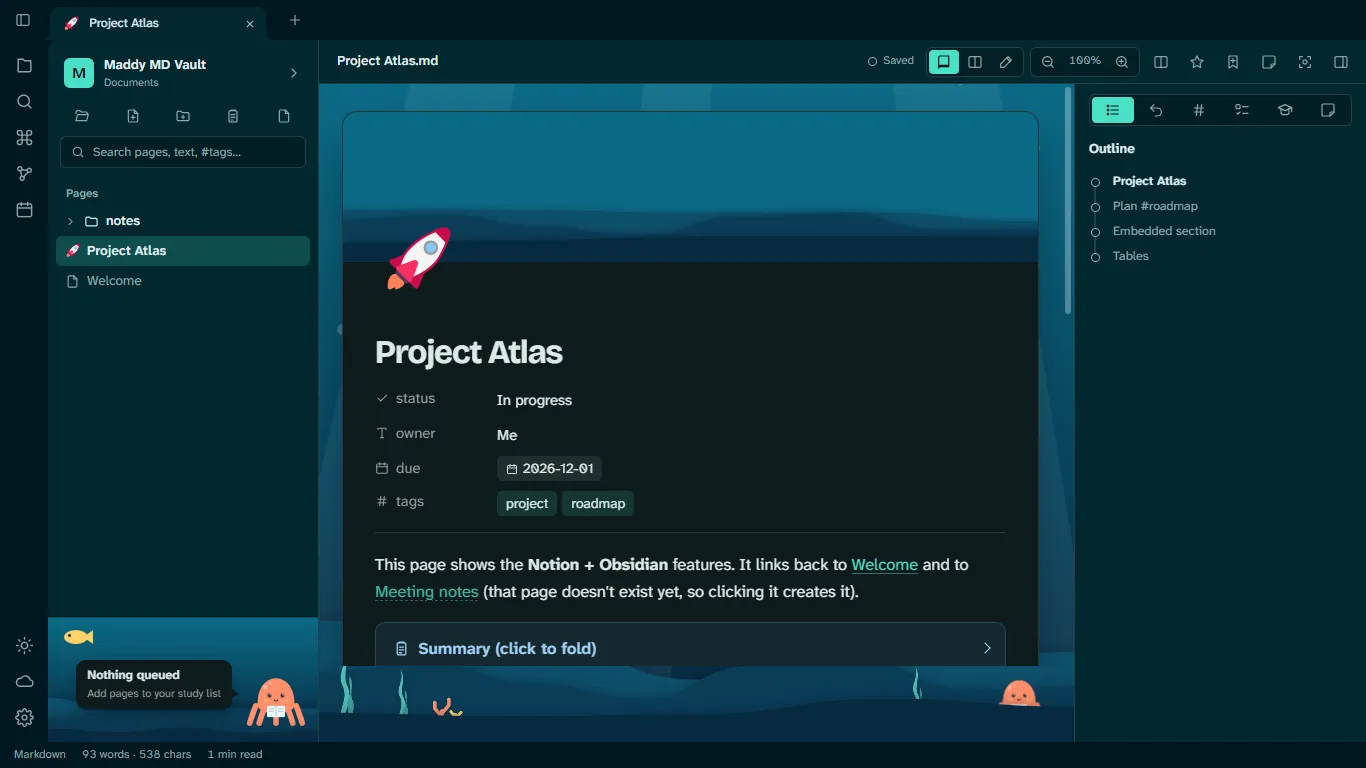 Project Atlas
M
Maddy MD Vault
Documents
Search pages, text, #tags...
Pages
notes
Project Atlas
Welcome
Nothing queued
Add pages to your study list
Project Atlas.md
Saved
100%
Project Atlas
status
In progress
owner
Me
due
2026-12-01
tags
project
roadmap
This page shows the Notion + Obsidian features. It links back to Welcome and to
Meeting notes (that page doesn't exist yet, so clicking it creates it).
Summary (click to fold)
Outline
Project Atlas
Plan #roadmap
Embedded section
Tables
Markdown
93 words · 538 chars
1 min read